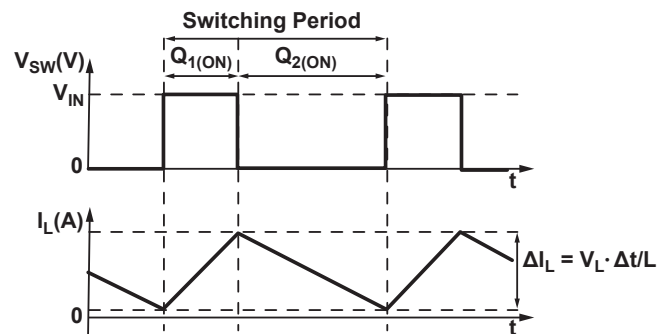 Switching Period
V_SW(V)
Q_1(ON) Q_2(ON)
V_IN
0
t
I_L(A)
ΔI_L = V_L· Δt/L
0
t